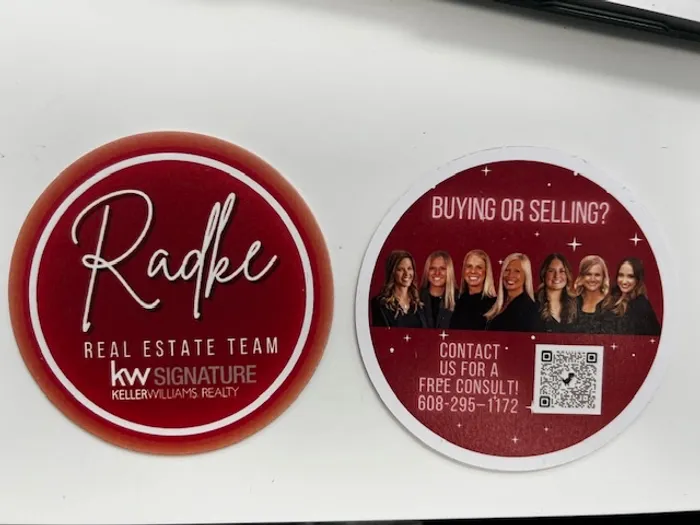 Radke
REAL ESTATE TEAM
kw SIGNATURE
KELLERWILLIAMS. REALTY
BUYING OR SELLING?
CONTACT
US FOR A
FREE CONSULT!
608-295-1172